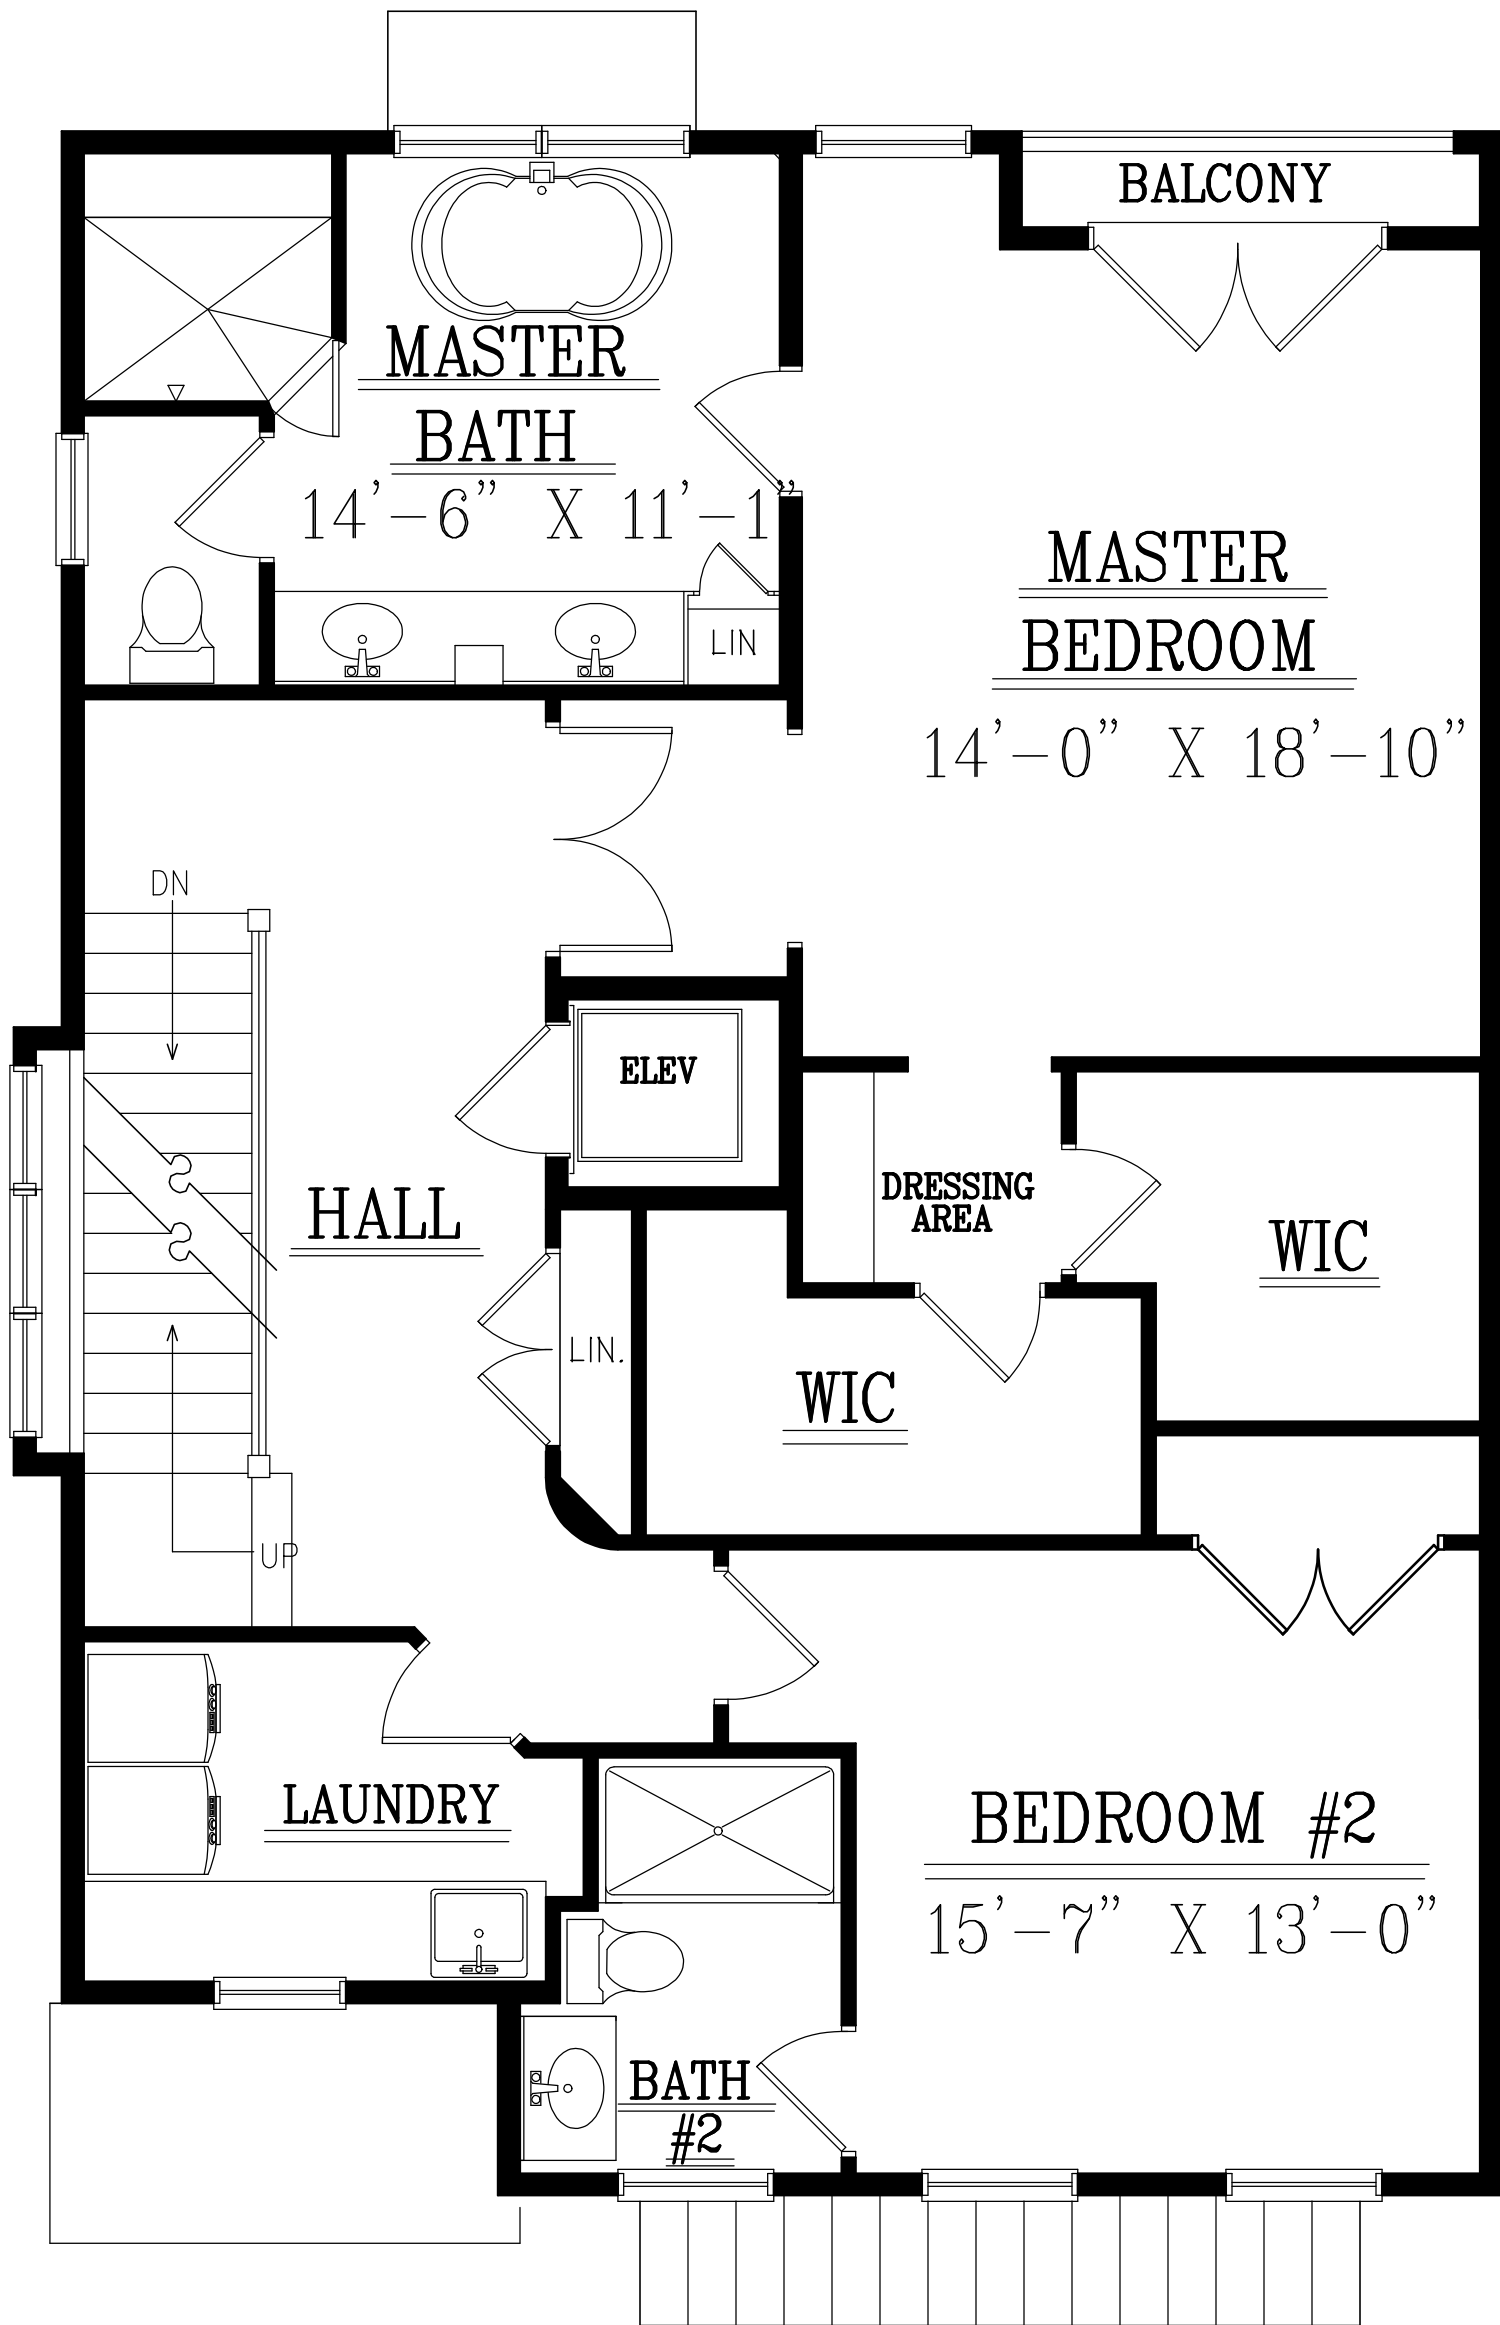 BALCONY
MASTER
BATH
14'-6" X 11'-1"
MASTER
BEDROOM
14'-0" X 18'-10"
LIN
DN
ELEV
DRESSING
AREA
HALL
WIC
LIN.
WIC
UP
LAUNDRY
BEDROOM #2
15'-7" X 13'-0"
BATH
#2